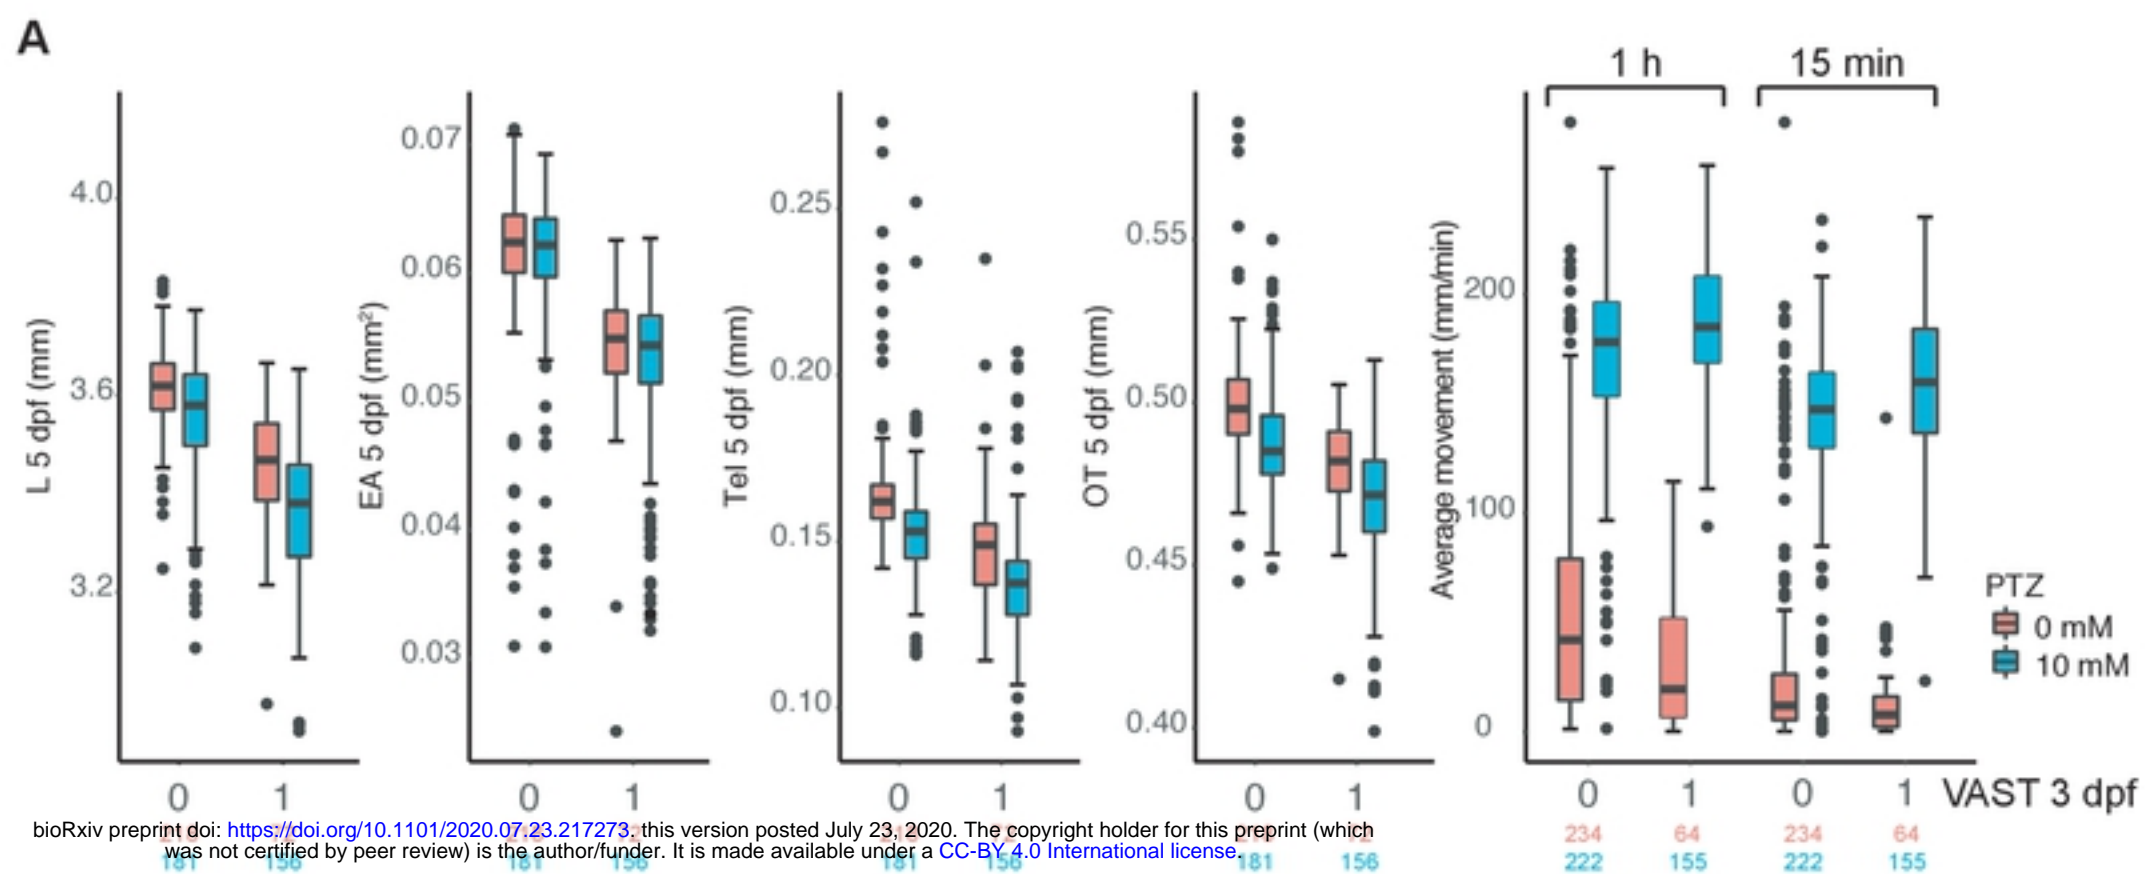 A
1 h 15 min
L 5 dpf (mm)
4.0
3.6
3.2
EA 5 dpf (mm²)
0.07
0.06
0.05
0.04
0.03
Tel 5 dpf (mm)
0.25
0.20
0.15
0.10
OT 5 dpf (mm)
0.55
0.50
0.45
0.40
Average movement (mm/min)
200
100
0
PTZ
0 mM
10 mM
0 1 0 1 0 1 0 1 0 1 0 1 VAST 3 dpf
bioRxiv preprint doi: https://doi.org/10.1101/2020.07.23.217273. this version posted July 23, 2020. The copyright holder for this preprint (which
was not certified by peer review) is the author/funder. It is made available under a CC-BY 4.0 International license.
234 64 234 64
181 156 181 156 181 156 181 156 222 155 222 155